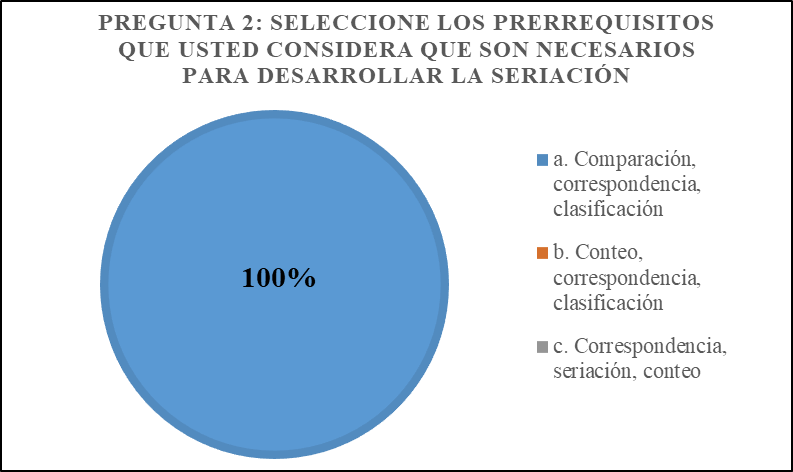 PREGUNTA 2: SELECCIONE LOS PRERREQUISITOS
QUE USTED CONSIDERA QUE SON NECESARIOS
PARA DESARROLLAR LA SERIACIÓN
100%
a. Comparación,
correspondencia,
clasificación
b. Conteo,
correspondencia,
clasificación
c. Correspondencia,
seriación, conteo